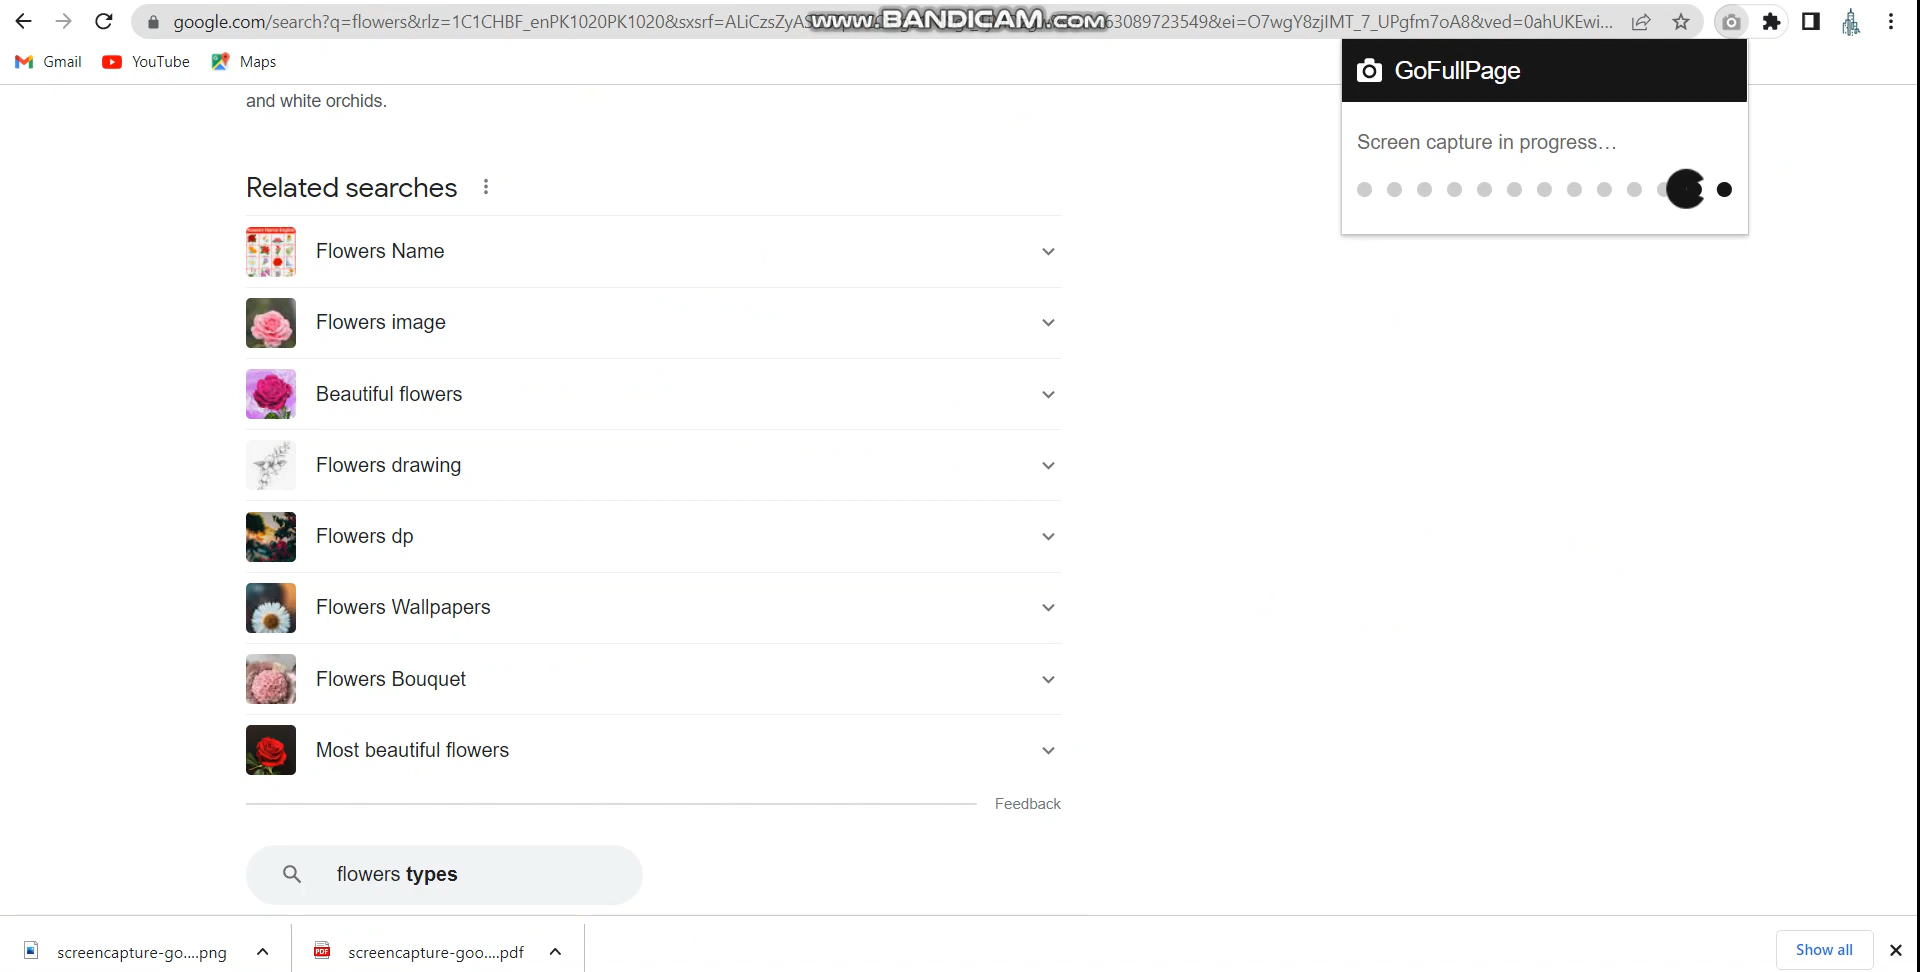 google.com/search?q=flowers&rlz=1C1CHBF_enPK1020PK1020&sxsrf=ALiCzsZyAS
www.BANDICAM.com
63089723549&ei=O7wgY8zjIMT_7_UPgfm7oA8&ved=0ahUKEwi...
Gmail
YouTube
Maps
GoFullPage
Screen capture in progress...
and white orchids.
Related searches
Flowers Name
Flowers image
Beautiful flowers
Flowers drawing
Flowers dp
Flowers Wallpapers
Flowers Bouquet
Most beautiful flowers
Feedback
flowers types
screencapture-go....png
PDF
screencapture-goo....pdf
Show all